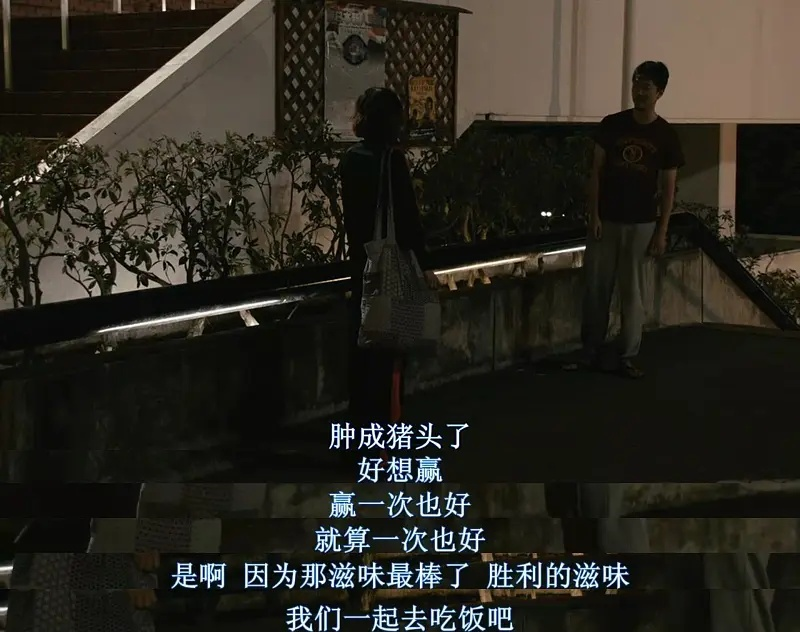 肿成猪头了
好想赢
赢一次也好
就算一次也好
是啊 因为那滋味最棒了 胜利的滋味
我们一起去吃饭吧